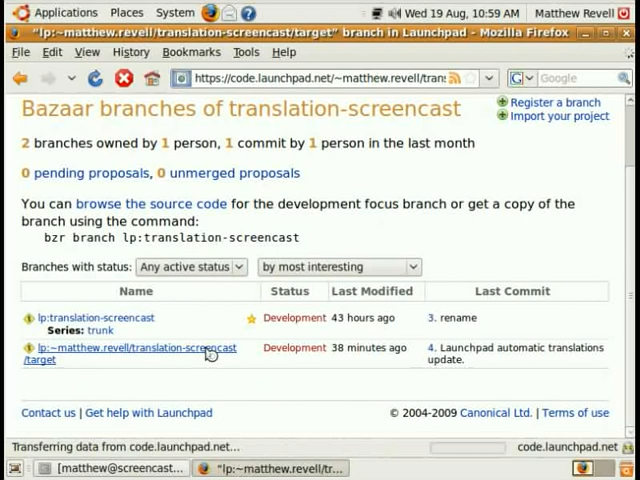 Applications Places System Wed 19 Aug, 10:59 AM Matthew Revell
"lp:~matthew.revell/translation-screencast/target" branch in Launchpad - Mozilla Firefox
File Edit View History Bookmarks Tools Help
https://code.launchpad.net/~matthew.revell/trans Google
Bazaar branches of translation-screencast
Register a branch
Import your project
2 branches owned by 1 person, 1 commit by 1 person in the last month
0 pending proposals, 0 unmerged proposals
You can browse the source code for the development focus branch or get a copy of the
branch using the command:
bzr branch lp:translation-screencast
Branches with status: Any active status by most interesting
Name Status Last Modified Last Commit
lp:translation-screencast Development 43 hours ago 3. rename
Series: trunk
lp:~matthew.revell/translation-screencast Development 38 minutes ago 4. Launchpad automatic translations
/target update.
Contact us | Get help with Launchpad © 2004-2009 Canonical Ltd. | Terms of use
Transferring data from code.launchpad.net... code.launchpad.net
[matthew@screencast... "lp:~matthew.revell/tr...